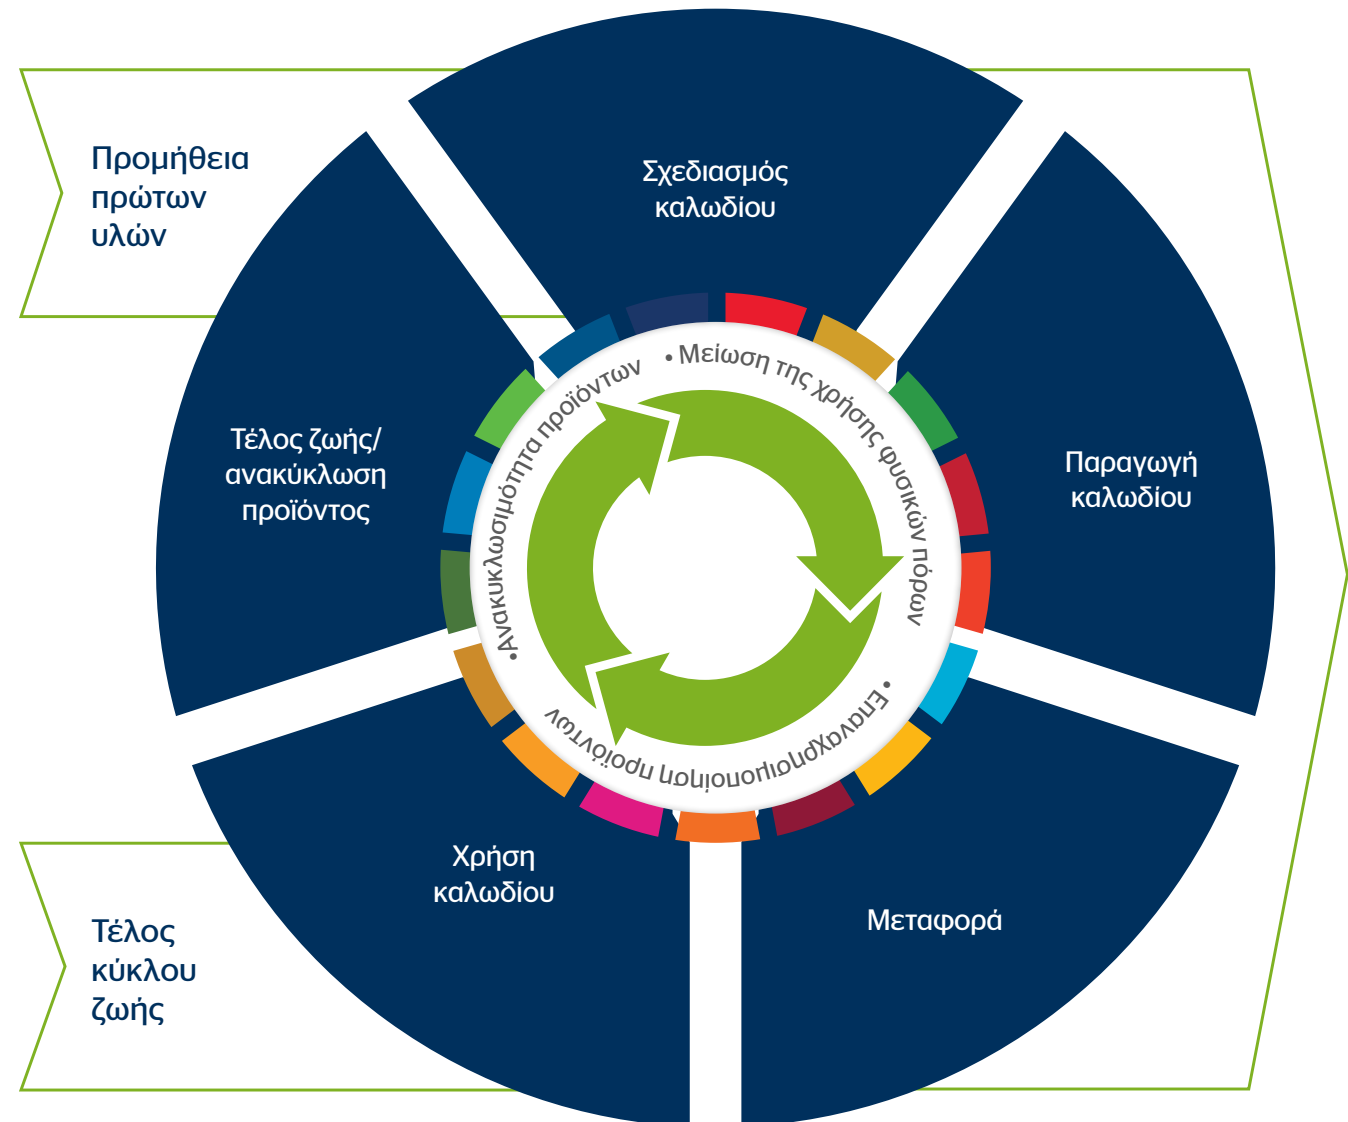 Προμήθεια
πρώτων
υλών
Σχεδιασμός
καλωδίου
Παραγωγή
καλωδίου
Μεταφορά
Χρήση
καλωδίου
Τέλος ζωής/
ανακύκλωση
προϊόντος
• Μείωση της χρήσης φυσικών πόρων
• Επαναχρησιμοποίηση προϊόντων
• Ανακυκλωσιμότητα προϊόντων
Τέλος
κύκλου
ζωής